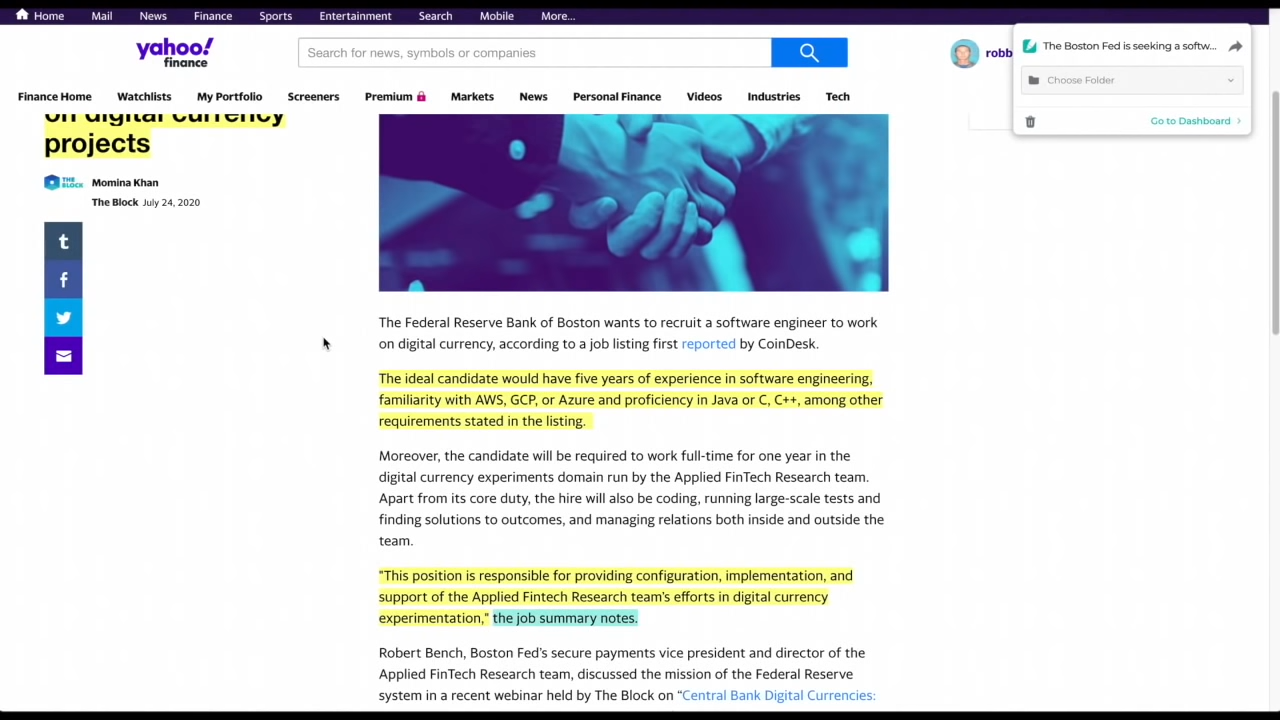 Home Mail News Finance Sports Entertainment Search Mobile More...
yahoo!
finance
Search for news, symbols or companies
robb
The Boston Fed is seeking a softw...
Choose Folder
Go to Dashboard
Finance Home Watchlists My Portfolio Screeners Premium Markets News Personal Finance Videos Industries Tech
on digital currency
projects
THE BLOCK
Momina Khan
The Block July 24, 2020
The Federal Reserve Bank of Boston wants to recruit a software engineer to work
on digital currency, according to a job listing first reported by CoinDesk.
The ideal candidate would have five years of experience in software engineering,
familiarity with AWS, GCP, or Azure and proficiency in Java or C, C++, among other
requirements stated in the listing.
Moreover, the candidate will be required to work full-time for one year in the
digital currency experiments domain run by the Applied FinTech Research team.
Apart from its core duty, the hire will also be coding, running large-scale tests and
finding solutions to outcomes, and managing relations both inside and outside the
team.
"This position is responsible for providing configuration, implementation, and
support of the Applied Fintech Research team's efforts in digital currency
experimentation," the job summary notes.
Robert Bench, Boston Fed's secure payments vice president and director of the
Applied FinTech Research team, discussed the mission of the Federal Reserve
system in a recent webinar held by The Block on “Central Bank Digital Currencies: